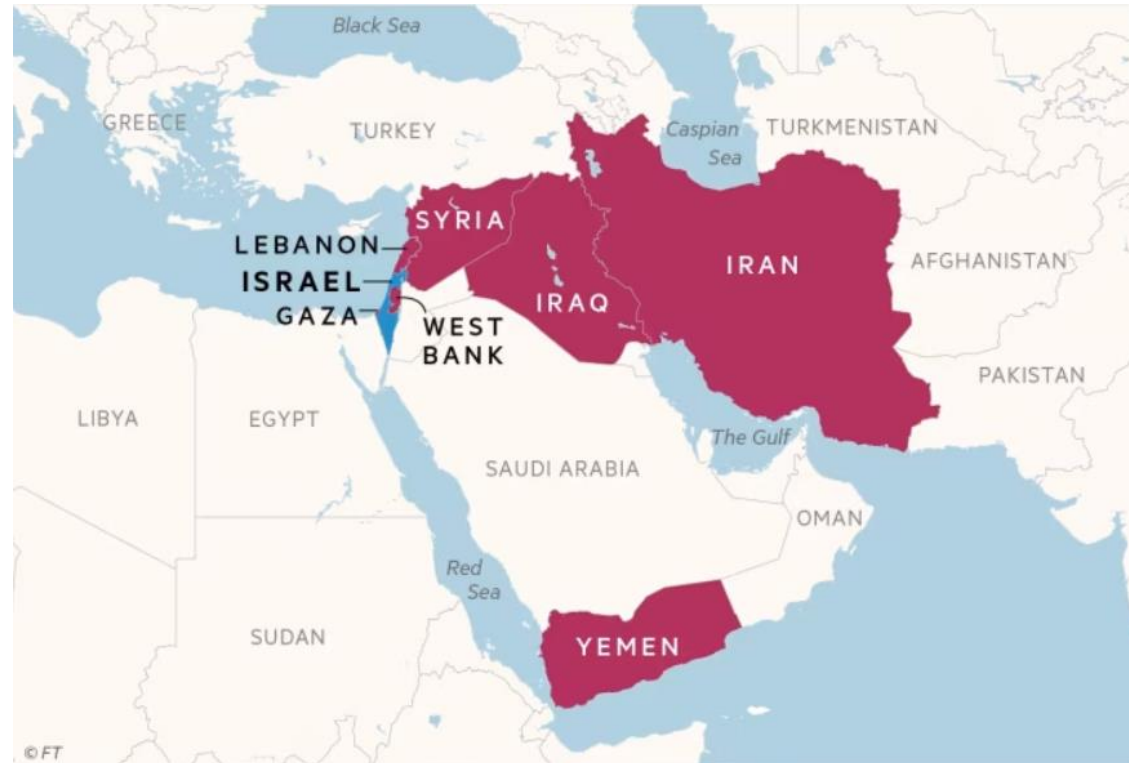 Black Sea
GREECE
TURKEY
Caspian
Sea
TURKMENISTAN
SYRIA
LEBANON
ISRAEL
GAZA
WEST
BANK
IRAQ
IRAN
AFGHANISTAN
PAKISTAN
LIBYA
EGYPT
The Gulf
SAUDI ARABIA
OMAN
Red
Sea
SUDAN
YEMEN
© FT